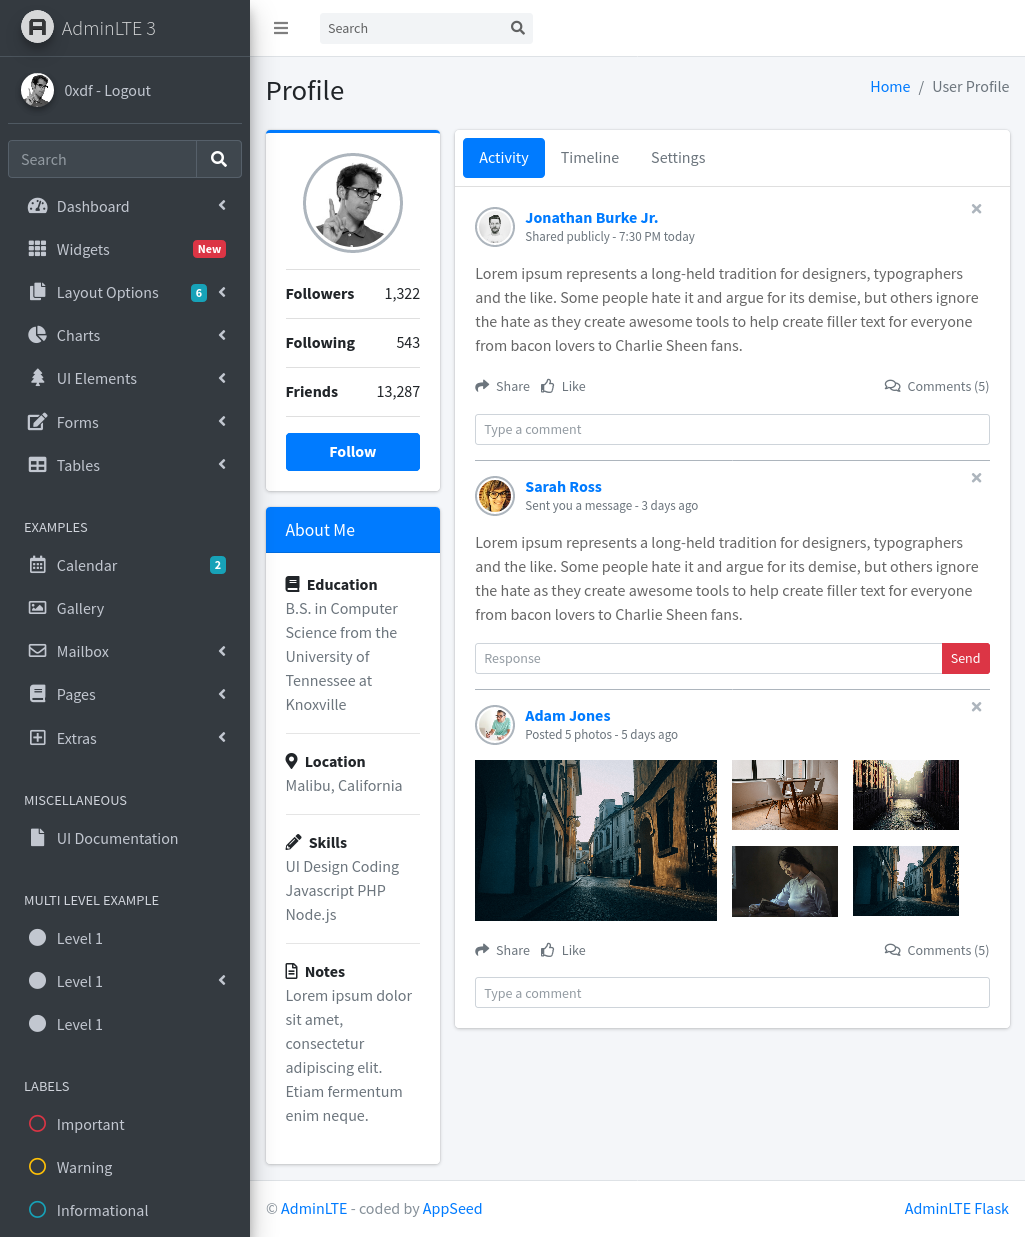 AdminLTE 3
0xdf - Logout
Search
Dashboard
Widgets New
Layout Options 6
Charts
UI Elements
Forms
Tables
EXAMPLES
Calendar 2
Gallery
Mailbox
Pages
Extras
MISCELLANEOUS
UI Documentation
MULTI LEVEL EXAMPLE
Level 1
Level 1
Level 1
LABELS
Important
Warning
Informational
Search
Profile
Home / User Profile
Followers 1,322
Following 543
Friends 13,287
Follow
About Me
Education
B.S. in Computer
Science from the
University of
Tennessee at
Knoxville
Location
Malibu, California
Skills
UI Design Coding
Javascript PHP
Node.js
Notes
Lorem ipsum dolor
sit amet,
consectetur
adipiscing elit.
Etiam fermentum
enim neque.
Activity Timeline Settings
Jonathan Burke Jr.
Shared publicly - 7:30 PM today
Lorem ipsum represents a long-held tradition for designers, typographers
and the like. Some people hate it and argue for its demise, but others ignore
the hate as they create awesome tools to help create filler text for everyone
from bacon lovers to Charlie Sheen fans.
Share Like Comments (5)
Type a comment
Sarah Ross
Sent you a message - 3 days ago
Lorem ipsum represents a long-held tradition for designers, typographers
and the like. Some people hate it and argue for its demise, but others ignore
the hate as they create awesome tools to help create filler text for everyone
from bacon lovers to Charlie Sheen fans.
Response Send
Adam Jones
Posted 5 photos - 5 days ago
Share Like Comments (5)
Type a comment
© AdminLTE - coded by AppSeed
AdminLTE Flask